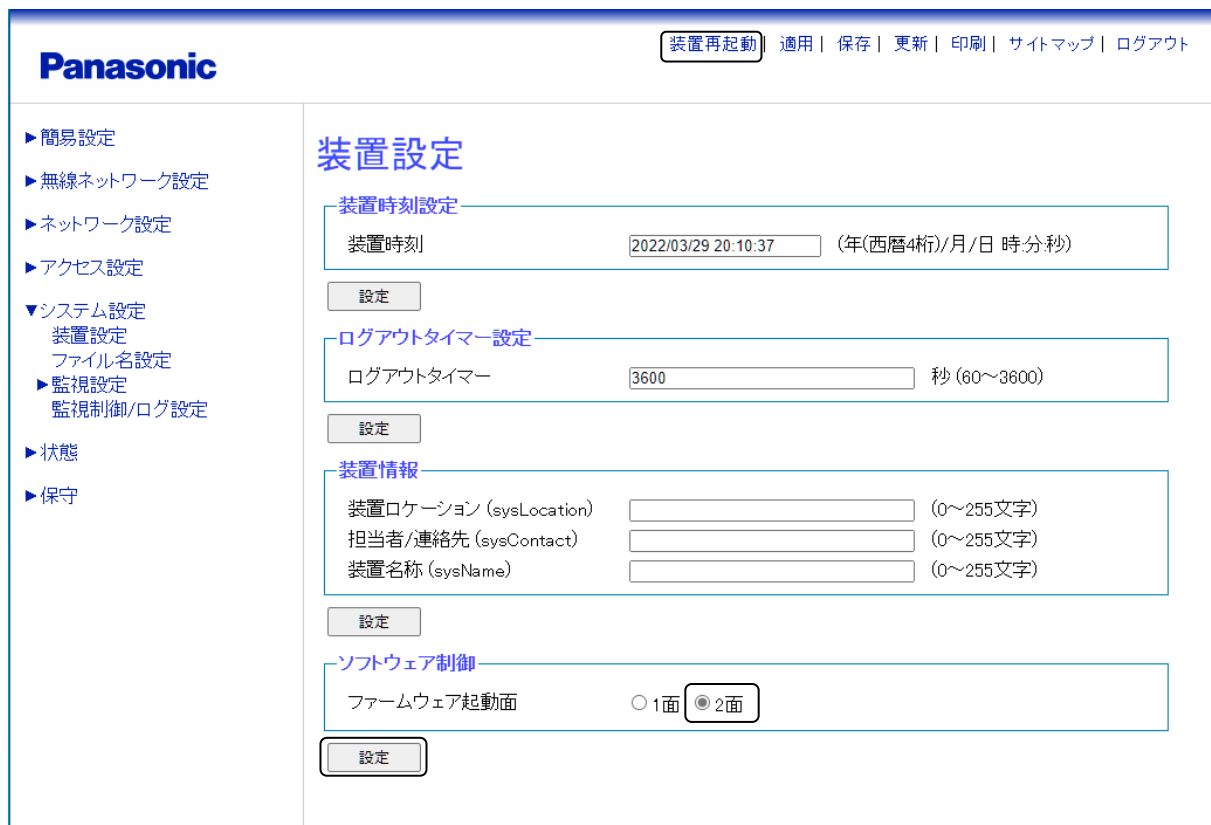 装置再起動| 適用| 保存| 更新| 印刷| サイトマップ| ログアウト
Panasonic
▶簡易設定
▶無線ネットワーク設定
▶ネットワーク設定
▶アクセス設定
▼システム設定
装置設定
ファイル名設定
▶監視設定
監視制御/ログ設定
▶状態
▶保守
装置設定
装置時刻設定
装置時刻 2022/03/29 20:10:37 (年(西暦4桁)/月/日 時:分:秒)
設定
ログアウトタイマー設定
ログアウトタイマー 3600 秒 (60～3600)
設定
装置情報
装置ロケーション (sysLocation) (0～255文字)
担当者/連絡先 (sysContact) (0～255文字)
装置名称 (sysName) (0～255文字)
設定
ソフトウェア制御
ファームウェア起動面 1面 2面
設定